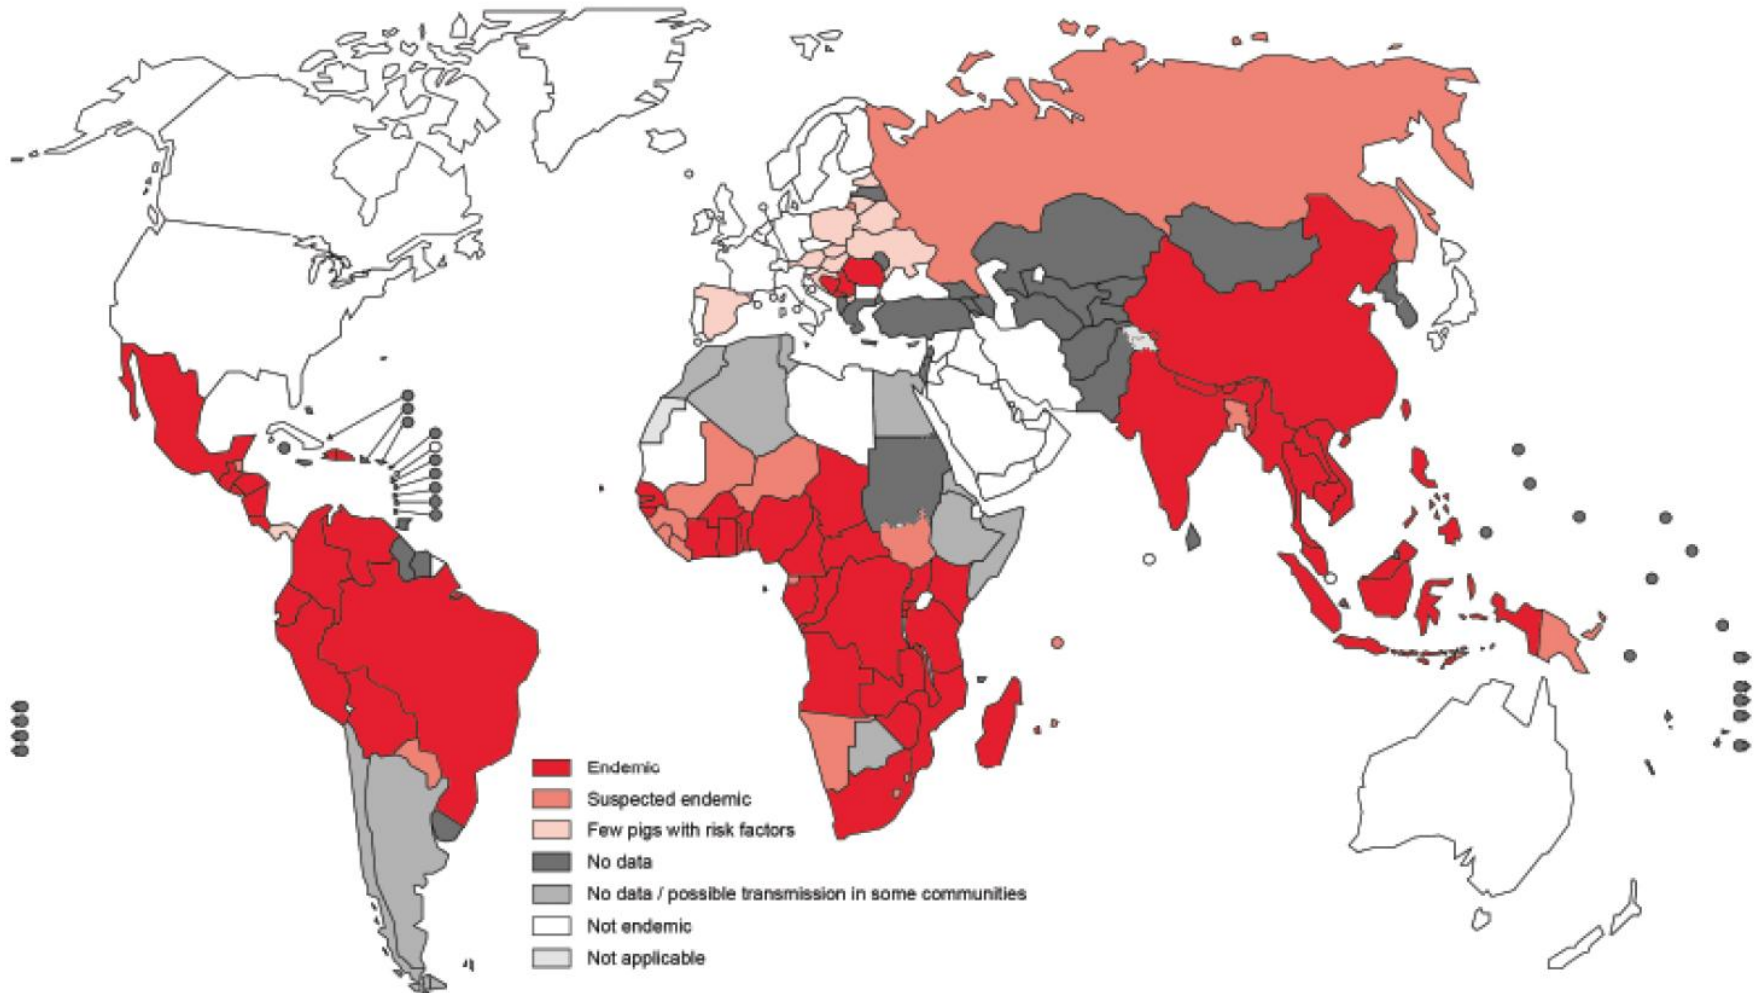 Endemic
Suspected endemic
Few pigs with risk factors
No data
No data / possible transmission in some communities
Not endemic
Not applicable